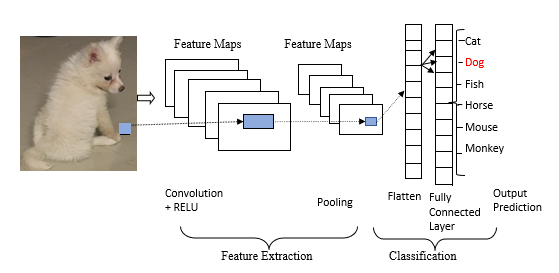 Feature Maps
Feature Maps
Cat
Dog
Fish
Horse
Mouse
Monkey
Convolution
+ RELU
Pooling
Flatten
Fully
Connected
Layer
Output
Prediction
Feature Extraction
Classification